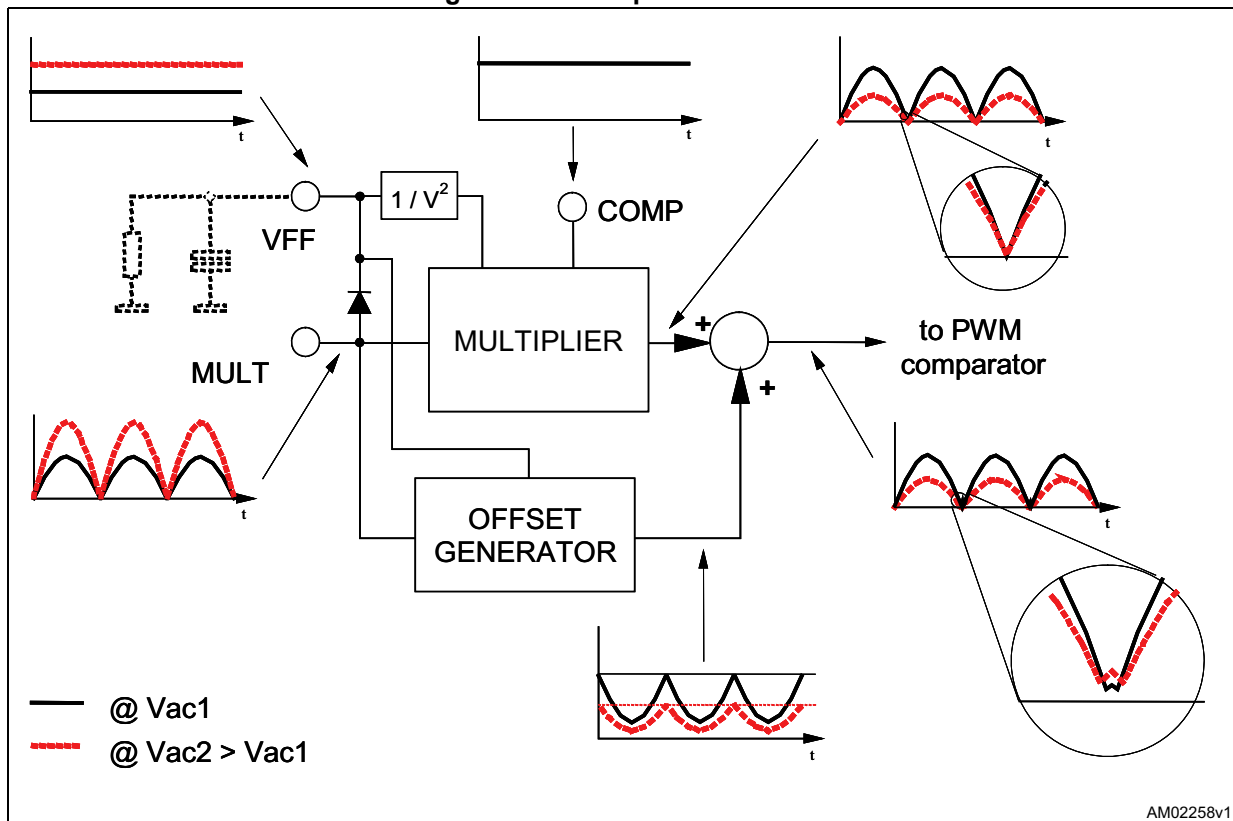 t
t
t
1 / V²
COMP
VFF
MULTIPLIER
+
to PWM
comparator
MULT
+
t
t
OFFSET
GENERATOR
@ Vac1
@ Vac2 > Vac1
t
AM02258v1